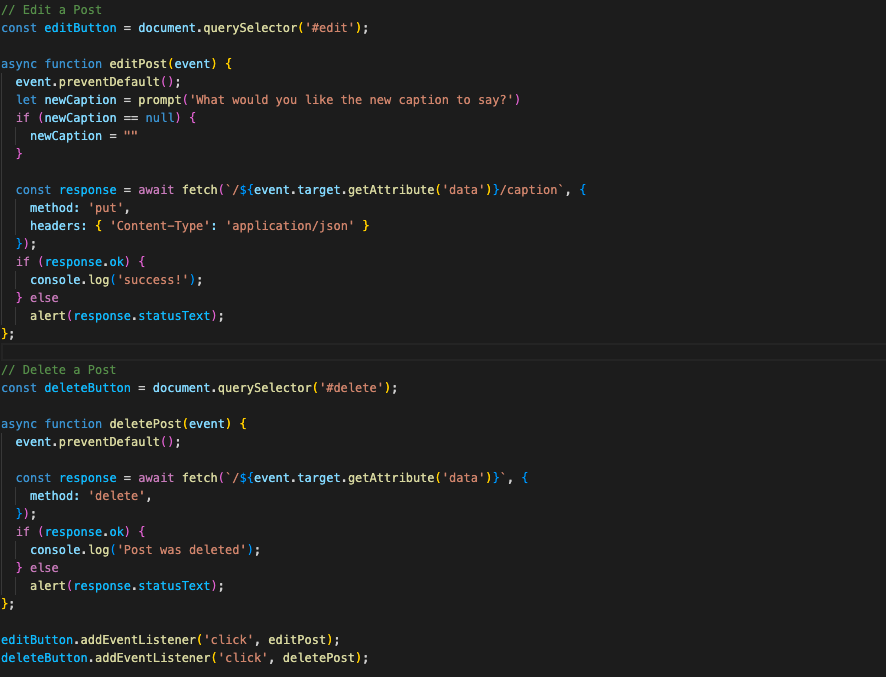 // Edit a Post
const editButton = document.querySelector('#edit');
async function editPost(event) {
  event.preventDefault();
  let newCaption = prompt('What would you like the new caption to say?')
  if (newCaption == null) {
    newCaption = ""
  }
  const response = await fetch(`/${event.target.getAttribute('data')}/caption`, {
    method: 'put',
    headers: { 'Content-Type': 'application/json' }
  });
  if (response.ok) {
    console.log('success!');
  } else
    alert(response.statusText);
};
// Delete a Post
const deleteButton = document.querySelector('#delete');
async function deletePost(event) {
  event.preventDefault();
  const response = await fetch(`/${event.target.getAttribute('data')}`, {
    method: 'delete',
  });
  if (response.ok) {
    console.log('Post was deleted');
  } else
    alert(response.statusText);
};
editButton.addEventListener('click', editPost);
deleteButton.addEventListener('click', deletePost);